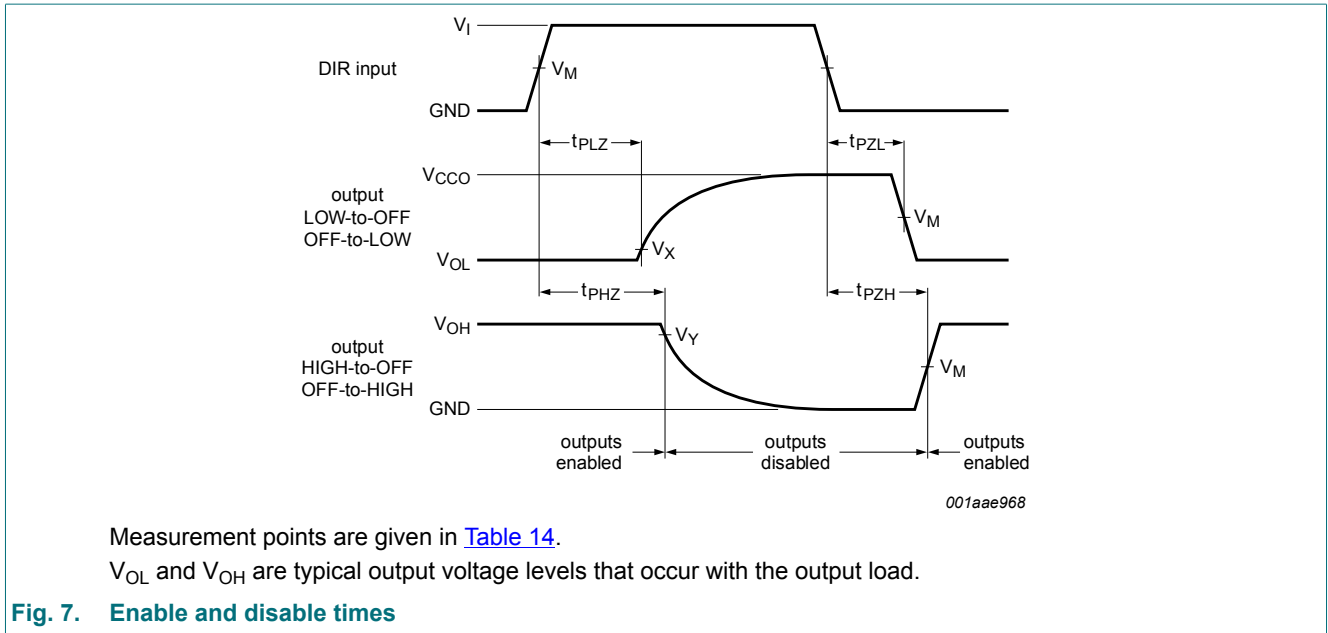 V_I
DIR input
V_M
GND
t_PLZ
t_PZL
V_CCO
output
LOW-to-OFF
OFF-to-LOW
V_M
V_X
V_OL
t_PHZ
t_PZH
V_OH
output
HIGH-to-OFF
OFF-to-HIGH
V_Y
V_M
GND
outputs
enabled
outputs
disabled
outputs
enabled
001aae968
Measurement points are given in Table 14.
V_OL and V_OH are typical output voltage levels that occur with the output load.
Fig. 7. Enable and disable times